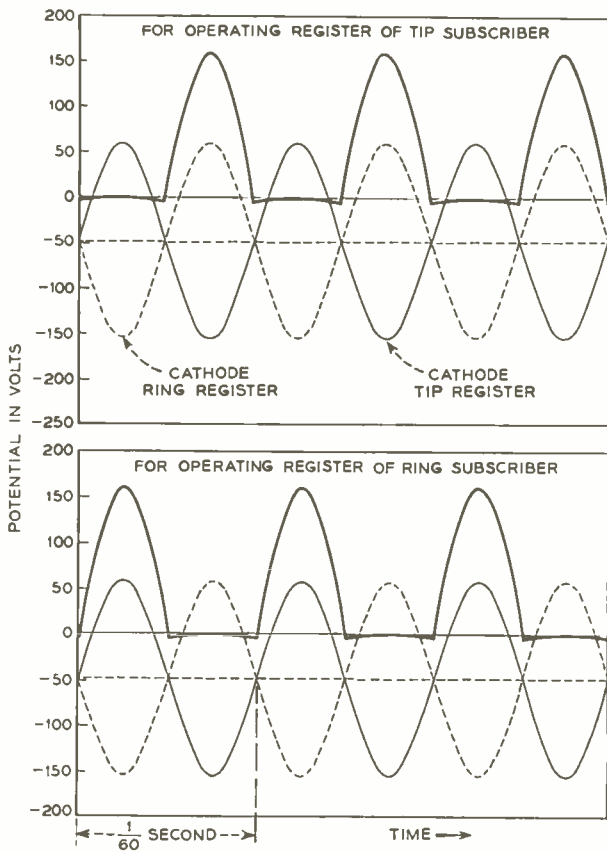 FOR OPERATING REGISTER OF TIP SUBSCRIBER
200
150
100
50
0
-50
-100
-150
-200
-250
CATHODE
RING REGISTER
CATHODE
TIP REGISTER
POTENTIAL IN VOLTS
FOR OPERATING REGISTER OF RING SUBSCRIBER
200
150
100
50
0
-50
-100
-150
-200
1/60 SECOND
TIME